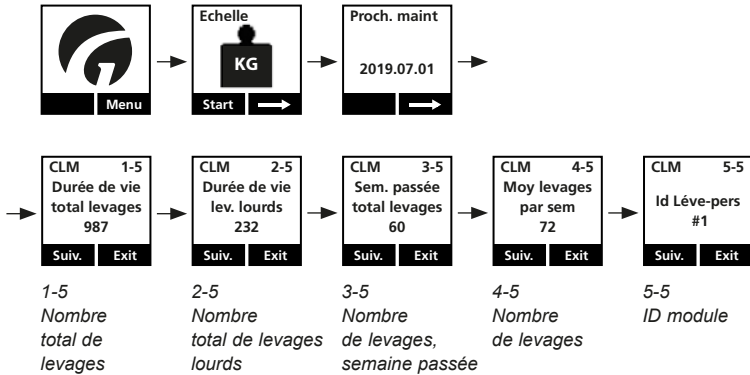 Menu
Echelle
KG
Start
Proch. maint
2019.07.01
CLM 1-5
Durée de vie
total levages
987
Suiv. Exit
CLM 2-5
Durée de vie
lev. lourds
232
Suiv. Exit
CLM 3-5
Sem. passée
total levages
60
Suiv. Exit
CLM 4-5
Moy levages
par sem
72
Suiv. Exit
CLM 5-5
Id Léve-pers
#1
Suiv. Exit
1-5
Nombre
total de
levages
2-5
Nombre
total de levages
lourds
3-5
Nombre
de levages,
semaine passée
4-5
Nombre
de levages
5-5
ID module